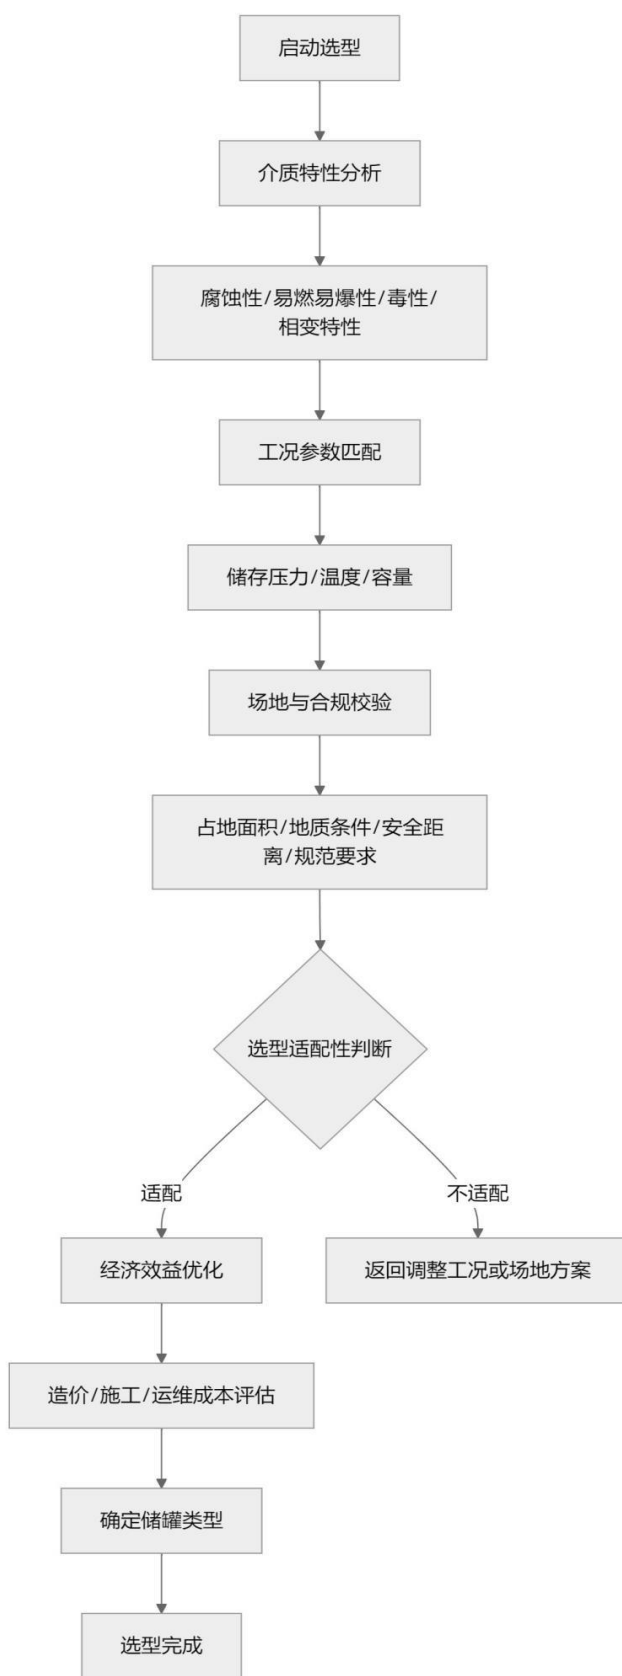 启动选型
介质特性分析
腐蚀性/易燃易爆性/毒性/
相变特性
工况参数匹配
储存压力/温度/容量
场地与合规校验
占地面积/地质条件/安全距
离/规范要求
选型适配性判断
适配
不适配
经济效益优化
返回调整工况或场地方案
造价/施工/运维成本评估
确定储罐类型
选型完成